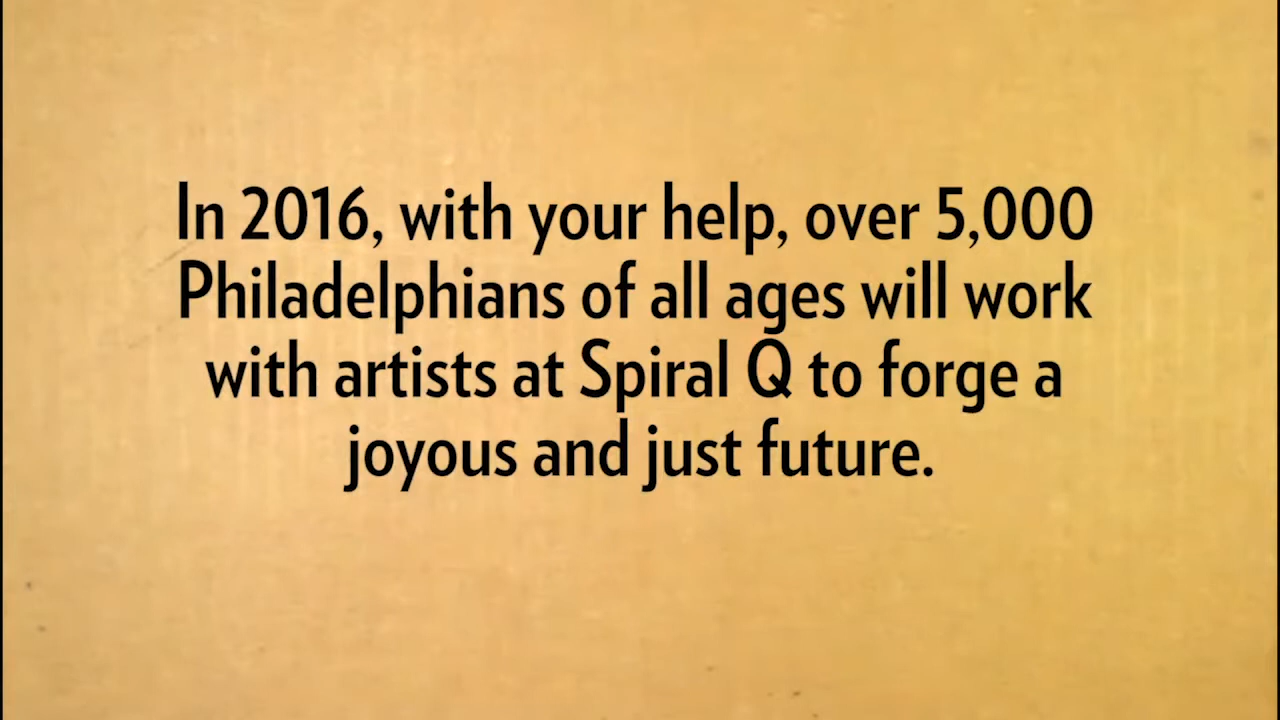 In 2016, with your help, over 5,000
Philadelphians of all ages will work
with artists at Spiral Q to forge a
joyous and just future.